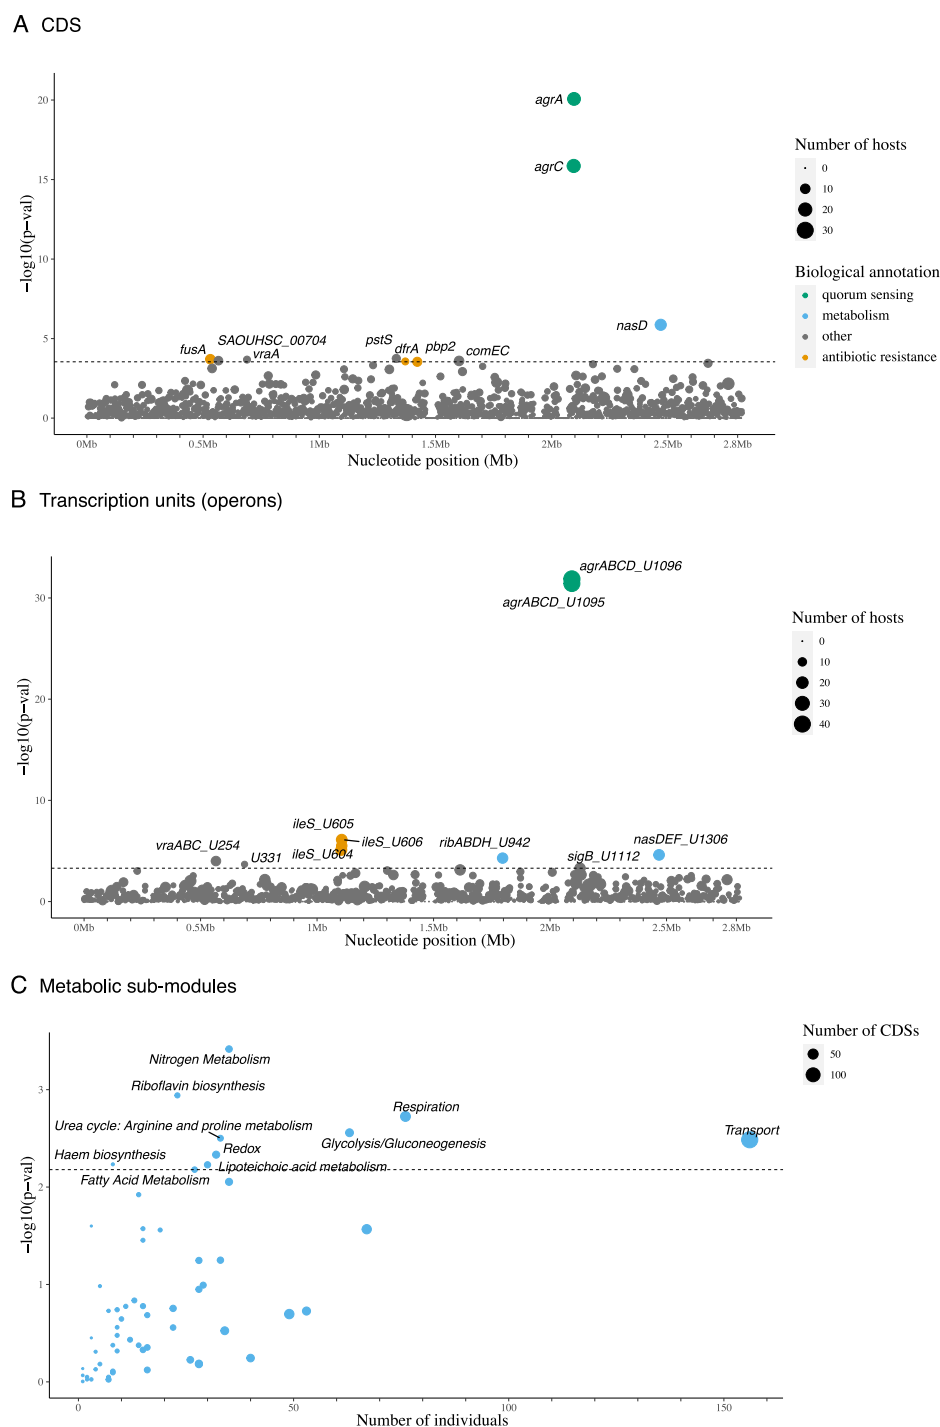 A CDS
20
15
10
5
0
−log10(p−val)
agrA
agrC
nasD
fusA
SAOUHSC_00704
vraA
pstS
dfrA
pbp2
comEC
0Mb
0.5Mb
1Mb
1.5Mb
2Mb
2.5Mb
2.8Mb
Nucleotide position (Mb)
Number of hosts
0
10
20
30
Biological annotation
quorum sensing
metabolism
other
antibiotic resistance
B Transcription units (operons)
30
20
10
0
−log10(p−val)
agrABCD_U1096
agrABCD_U1095
ileS_U605
ileS_U606
ileS_U604
vraABC_U254
U331
ribABDH_U942
sigB_U1112
nasDEF_U1306
0Mb
0.5Mb
1Mb
1.5Mb
2Mb
2.5Mb
2.8Mb
Nucleotide position (Mb)
Number of hosts
0
10
20
30
40
C Metabolic sub-modules
3
2
1
0
−log10(p−val)
Nitrogen Metabolism
Riboflavin biosynthesis
Respiration
Urea cycle: Arginine and proline metabolism
Transport
Glycolysis/Gluconeogenesis
Redox
Haem biosynthesis
Lipoteichoic acid metabolism
Fatty Acid Metabolism
0
50
100
150
Number of individuals
Number of CDSs
50
100